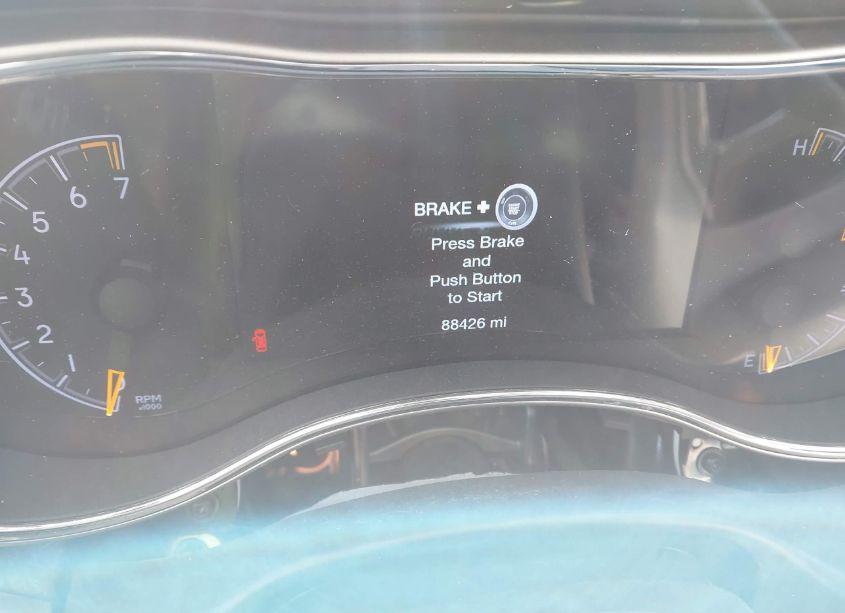 H
7
6
5
4
3
2
1
RPM
x1000
BRAKE +
Press Brake
and
Push Button
to Start
88426 mi
E